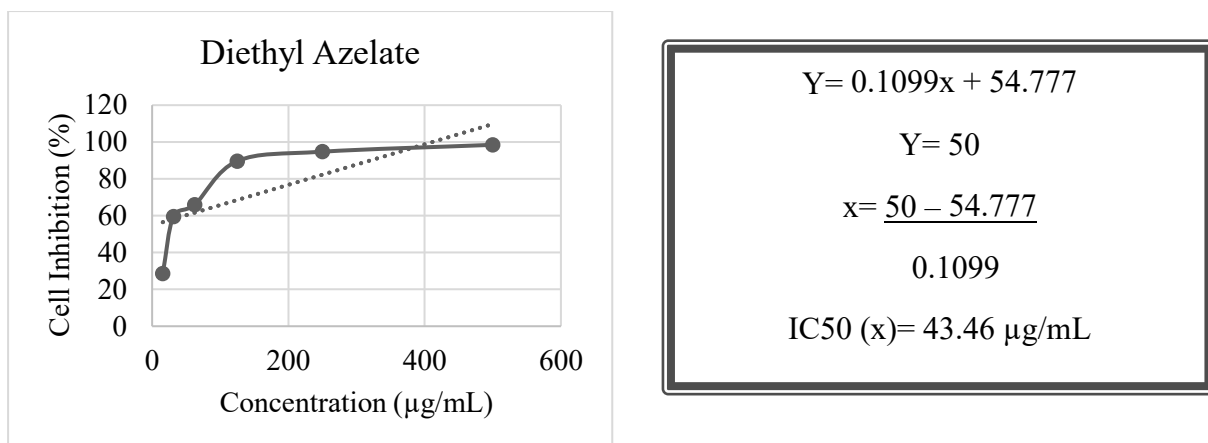 Diethyl Azelate
120
100
80
60
40
20
0
0 200 400 600
Cell Inhibition (%)
Concentration (µg/mL)
Y= 0.1099x + 54.777
Y= 50
x= 50 – 54.777
0.1099
IC50 (x)= 43.46 µg/mL